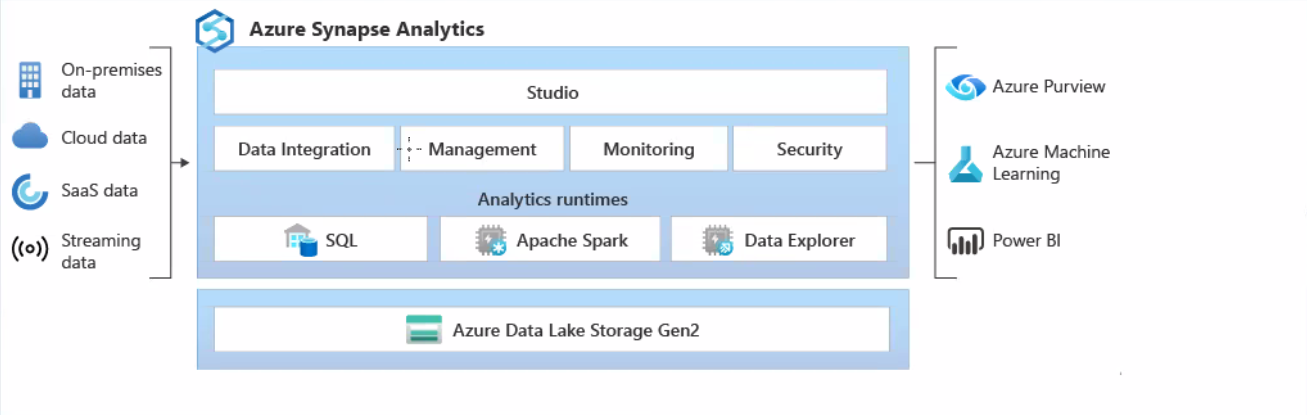 Azure Synapse Analytics
On-premises
data
Cloud data
SaaS data
Streaming
data
Studio
Data Integration
Management
Monitoring
Security
Analytics runtimes
SQL
Apache Spark
Data Explorer
Azure Data Lake Storage Gen2
Azure Purview
Azure Machine
Learning
Power BI